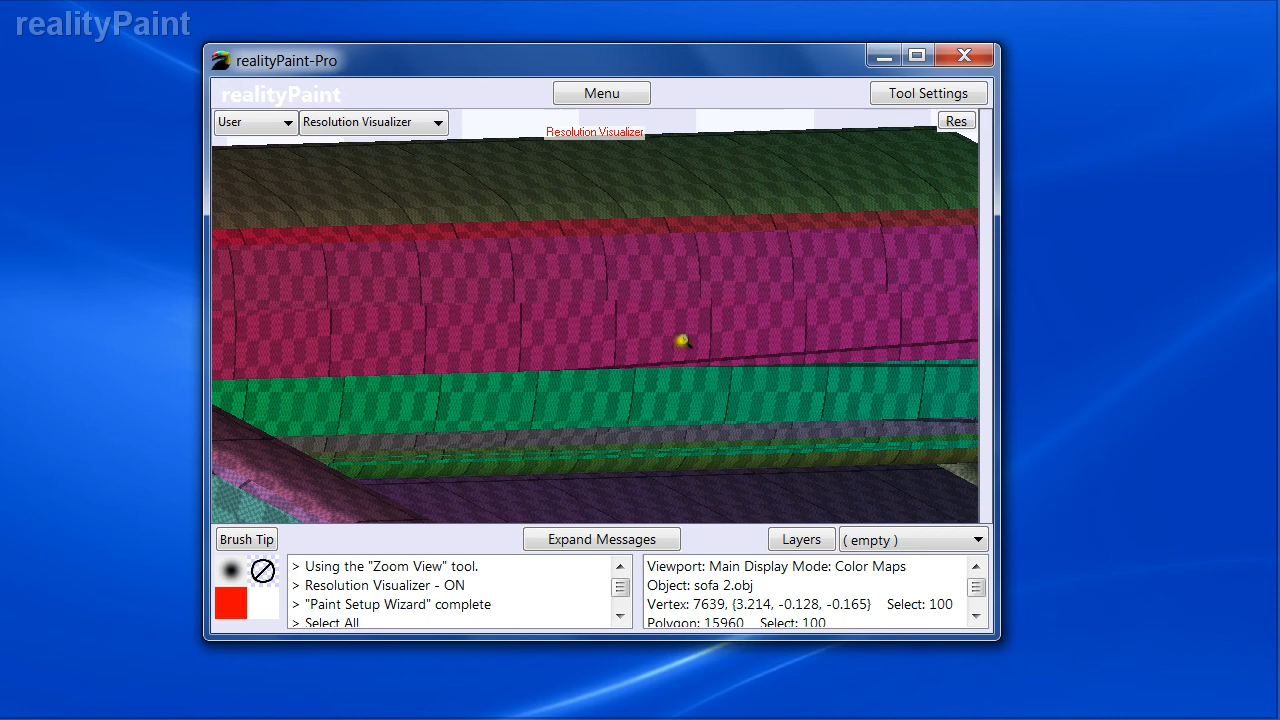 realityPaint
realityPaint-Pro
realityPaint
Menu
Tool Settings
User
Resolution Visualizer
Resolution Visualizer
Res
Brush Tip
Expand Messages
Layers
( empty )
> Using the "Zoom View" tool.
> Resolution Visualizer - ON
> "Paint Setup Wizard" complete
> Select All
Viewport: Main Display Mode: Color Maps
Object: sofa 2.obj
Vertex: 7639, {3.214, -0.128, -0.165} Select: 100
Polygon: 15960 Select: 100